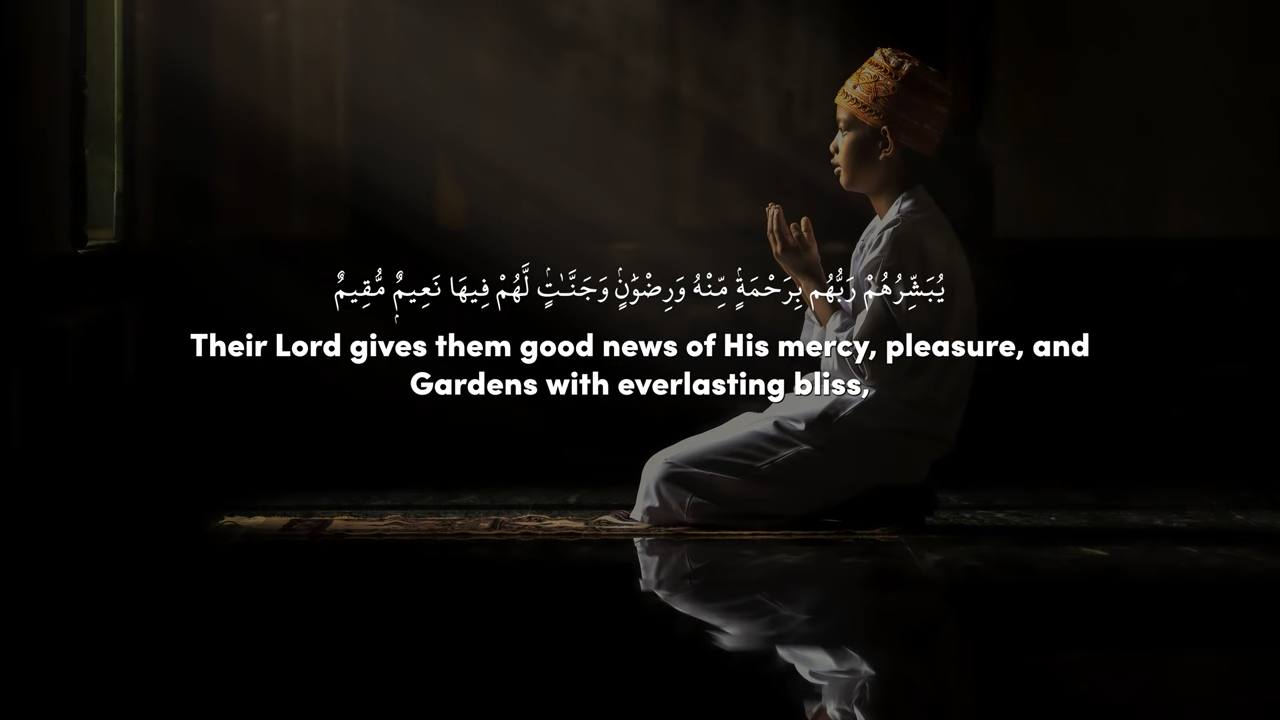 يُبَشِّرُهُمْ رَبُّهُم بِرَحْمَةٍۢ مِّنْهُ وَرِضْوَٰنٍۢ وَجَنَّـٰتٍۢ لَّهُمْ فِيهَا نَعِيمٌۭ مُّقِيمٌ
Their Lord gives them good news of His mercy, pleasure, and
Gardens with everlasting bliss,